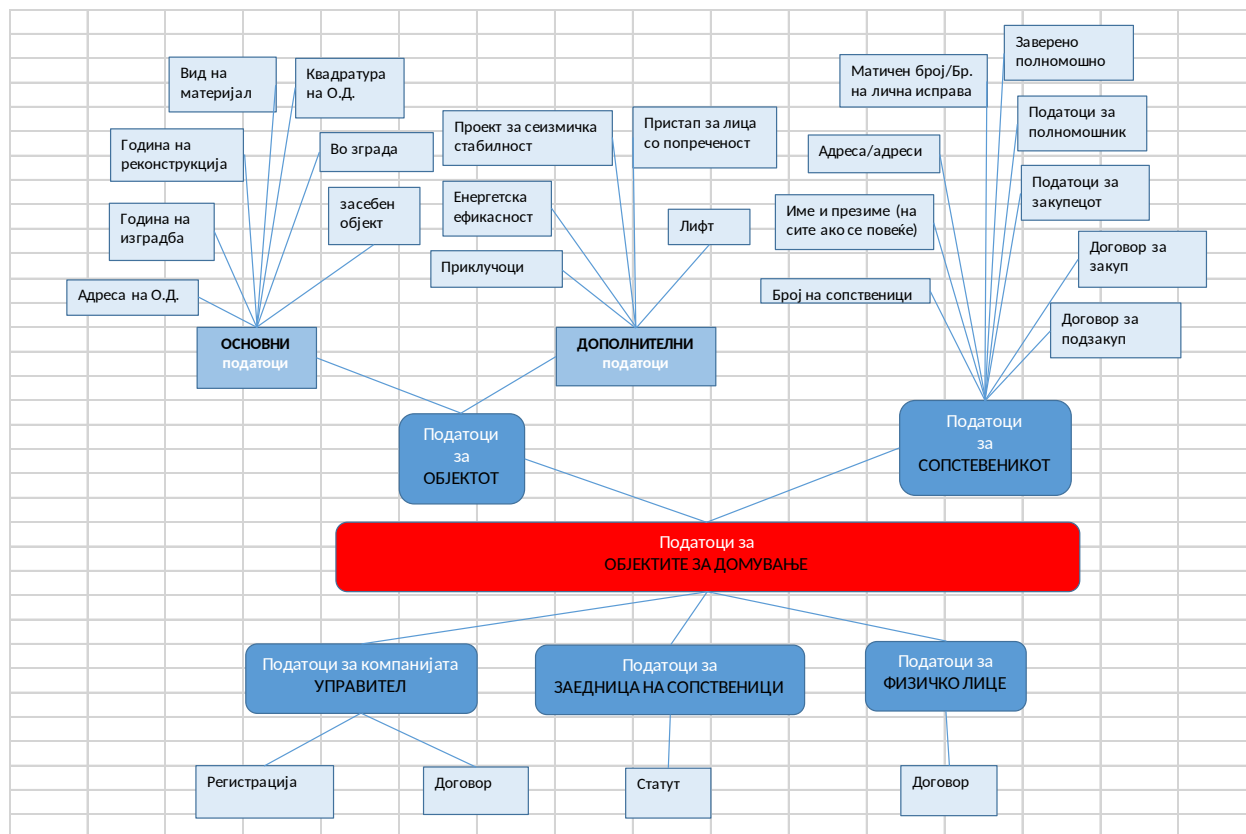 Вид на
материјал
Квадратура
на О.Д.
Година на
реконструкција
Во зграда
Година на
изградба
засебен
објект
Адреса на О.Д.
ОСНОВНИ
податоци
Проект за сеизмичка
стабилност
Пристап за лица
со попреченост
Енергетска
ефикасност
Лифт
Приклучоци
ДОПОЛНИТЕЛНИ
податоци
Заверено
полномошно
Матичен број/Бр.
на лична исправа
Податоци за
полномошник
Адреса/адреси
Податоци за
закупецот
Име и презиме (на
сите ако се повеќе)
Договор за
закуп
Број на сопственици
Договор за
подзакуп
Податоци
за
ОБЈЕКТОТ
Податоци
за
СОПСТЕВЕНИКОТ
Податоци за
ОБЈЕКТИТЕ ЗА ДОМУВАЊЕ
Податоци за компанијата
УПРАВИТЕЛ
Податоци за
ЗАЕДНИЦА НА СОПСТВЕНИЦИ
Податоци за
ФИЗИЧКО ЛИЦЕ
Регистрација
Договор
Статут
Договор